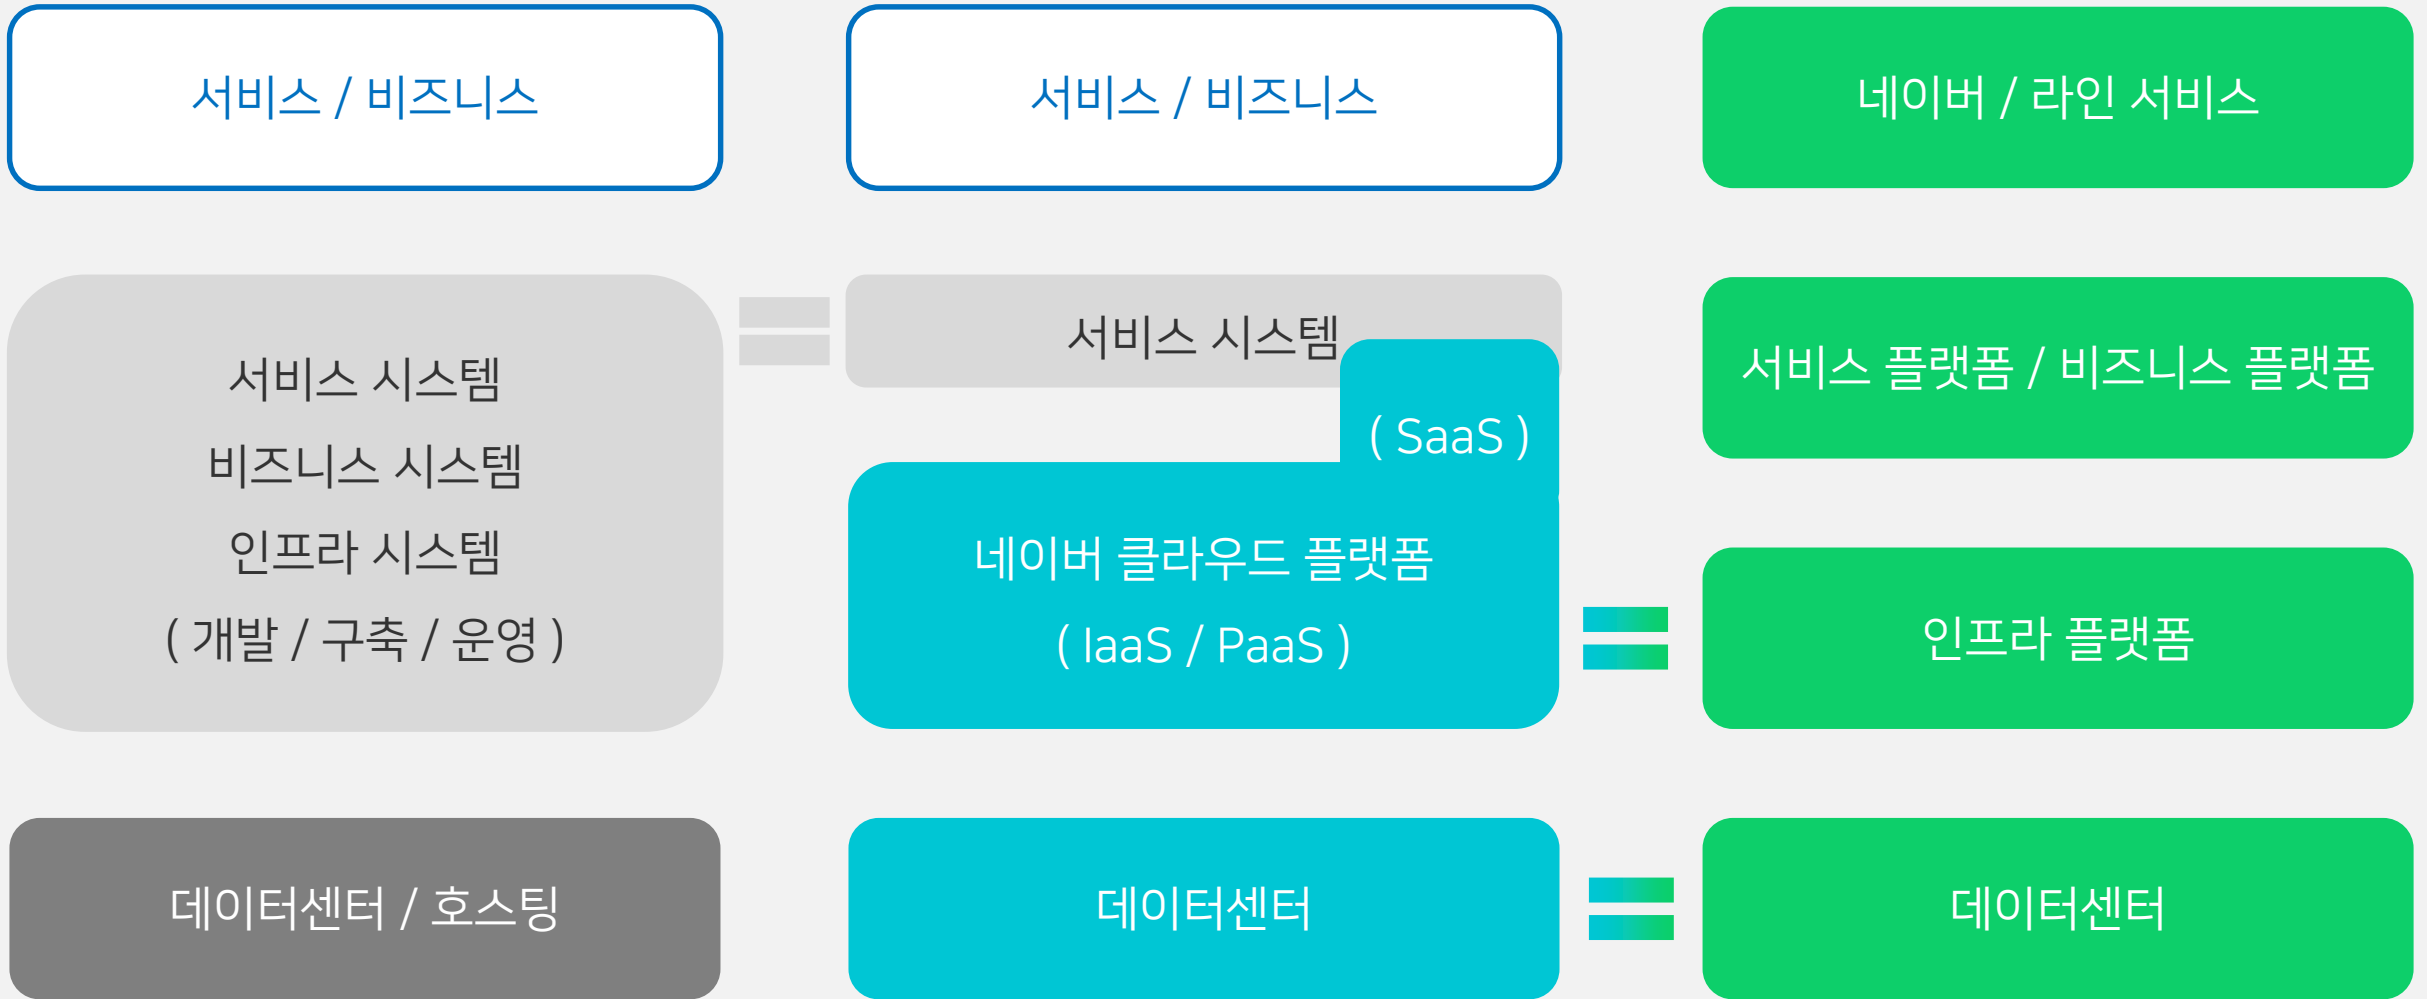 서비스 / 비즈니스
서비스 시스템
비즈니스 시스템
인프라 시스템
( 개발 / 구축 / 운영 )
데이터센터 / 호스팅
서비스 / 비즈니스
서비스 시스템
( SaaS )
네이버 클라우드 플랫폼
( IaaS / PaaS )
데이터센터
네이버 / 라인 서비스
서비스 플랫폼 / 비즈니스 플랫폼
인프라 플랫폼
데이터센터